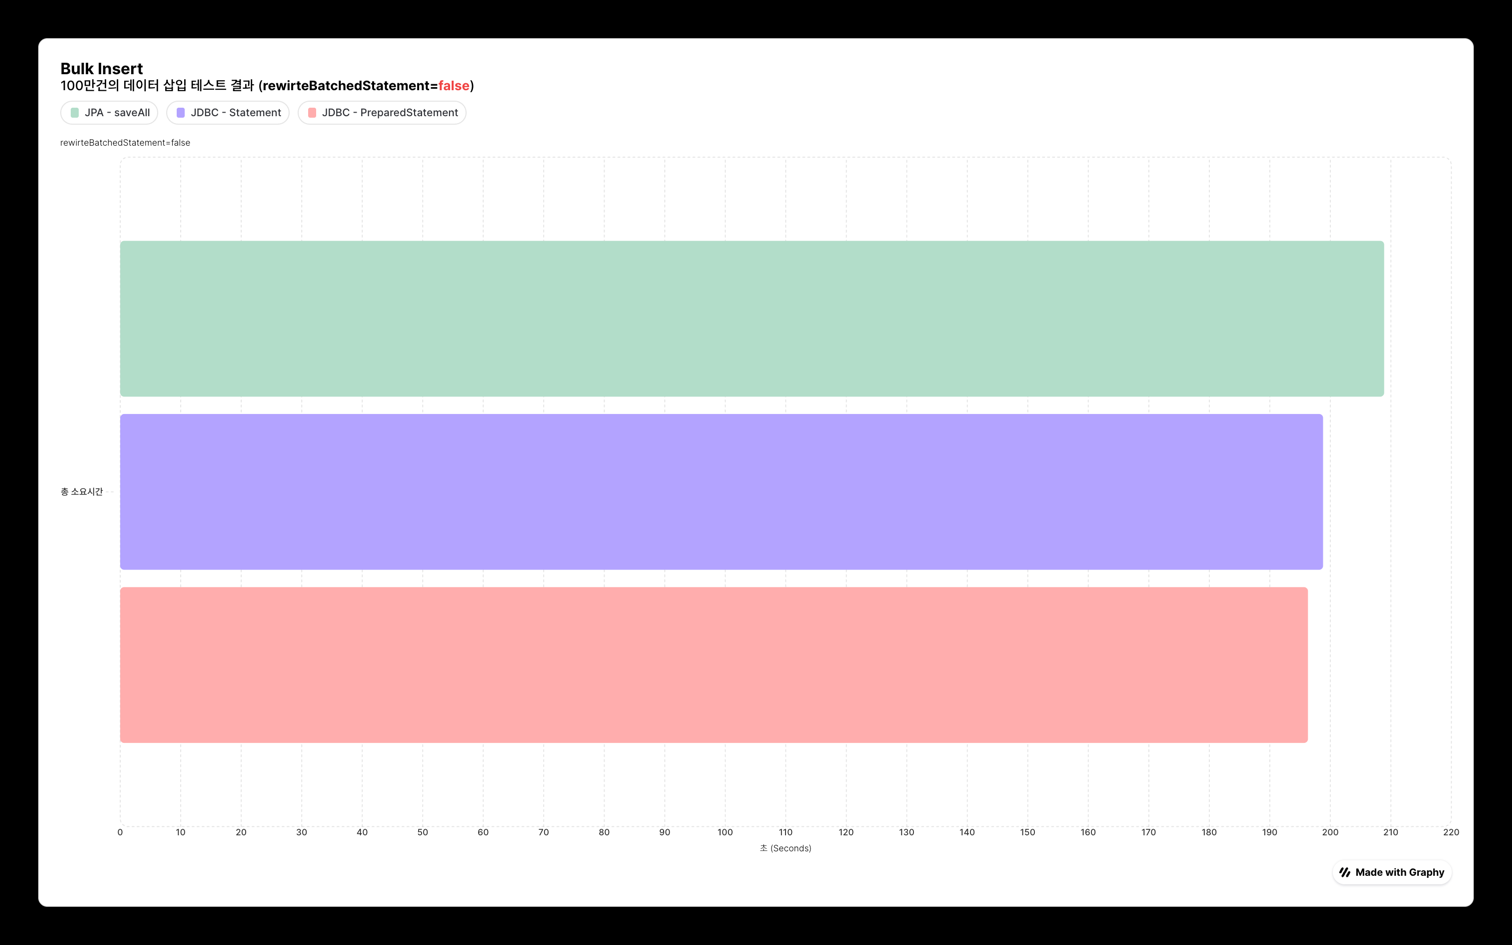 Bulk Insert
100만건의 데이터 삽입 테스트 결과 (rewirteBatchedStatement=false)
JPA - saveAll JDBC - Statement JDBC - PreparedStatement
rewirteBatchedStatement=false
총 소요시간
0 10 20 30 40 50 60 70 80 90 100 110 120 130 140 150 160 170 180 190 200 210 220
초 (Seconds)
Made with Graphy